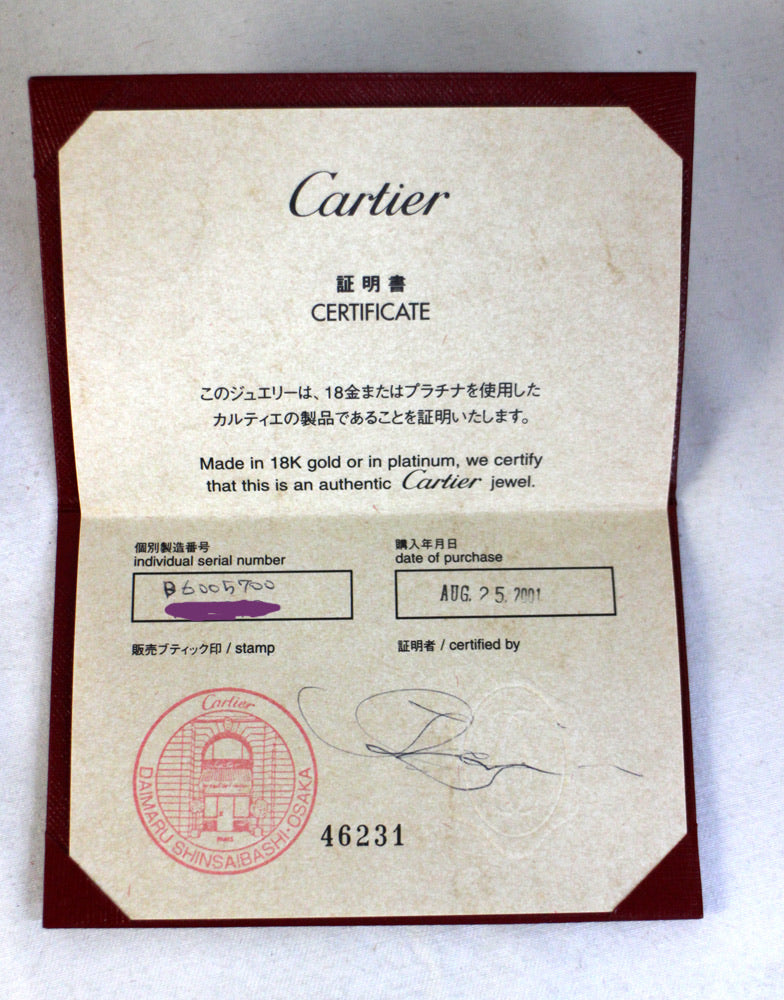 Cartier
証明書
CERTIFICATE
このジュエリーは、18金またはプラチナを使用した
カルティエの製品であることを証明いたします。
Made in 18K gold or in platinum, we certify
that this is an authentic Cartier jewel.
個別製造番号
individual serial number
B6005700
購入年月日
date of purchase
AUG. 25. 2001
販売ブティック印 / stamp
証明者 / certified by
Cartier
PARIS
DAIMARU SHINSAIBASHI·OSAKA
46231